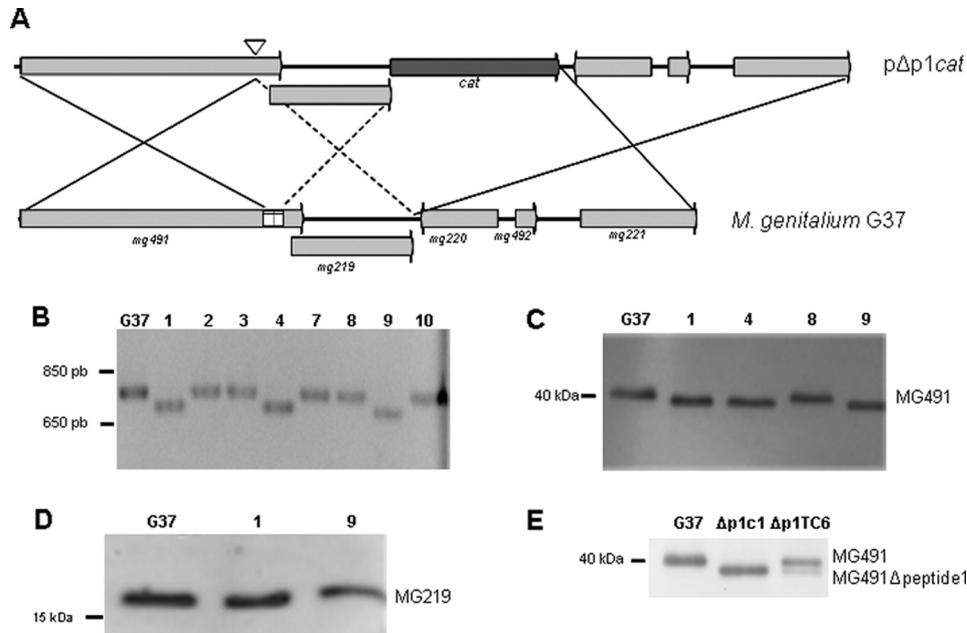 A
pΔp1cat
cat
M. genitalium G37
mg491
mg219
mg220
mg492
mg221
B
G37 1 2 3 4 7 8 9 10
850 pb
650 pb
C
G37 1 4 8 9
40 kDa
MG491
D
G37 1 9
MG219
15 kDa
E
G37 Δp1c1 Δp1TC6
40 kDa
MG491
MG491Δpeptide1